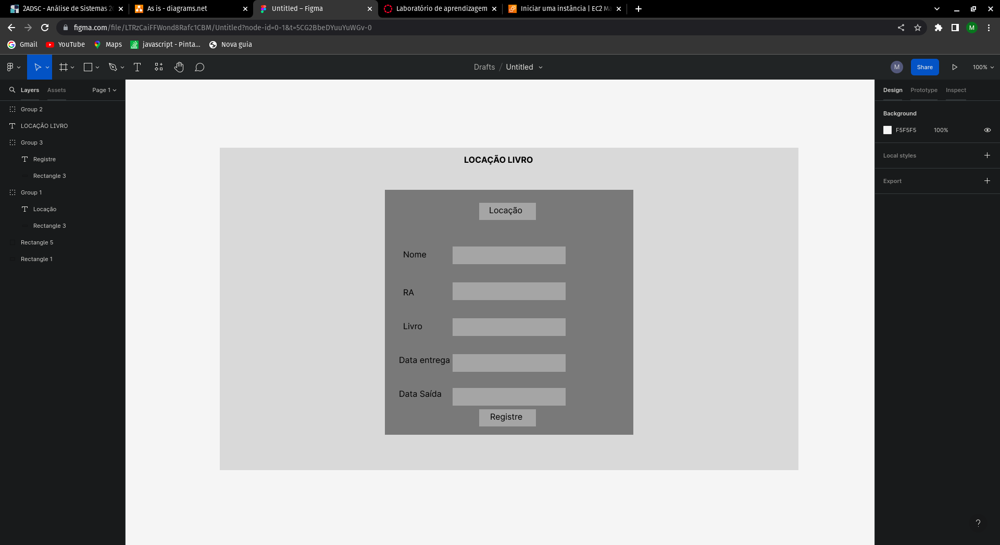 2ADSC - Análise de Sistemas 2
As is - diagrams.net
Untitled – Figma
Laboratório de aprendizagem
Iniciar uma instância | EC2 Ma
figma.com/file/LTRzCaiFFWond8Rafc1CBM/Untitled?node-id=0-1&t=5CG2BbeDYuuYuWGv-0
M
Gmail
YouTube
Maps
javascript - Pinta...
Nova guia
Drafts / Untitled
M
Share
100%
Layers
Assets
Page 1
Group 2
LOCAÇÃO LIVRO
Group 3
Registre
Rectangle 3
Group 1
Locação
Rectangle 3
Rectangle 5
Rectangle 1
LOCAÇÃO LIVRO
Locação
Nome
RA
Livro
Data entrega
Data Saída
Registre
Design
Prototype
Inspect
Background
F5F5F5
100%
Local styles
Export
?